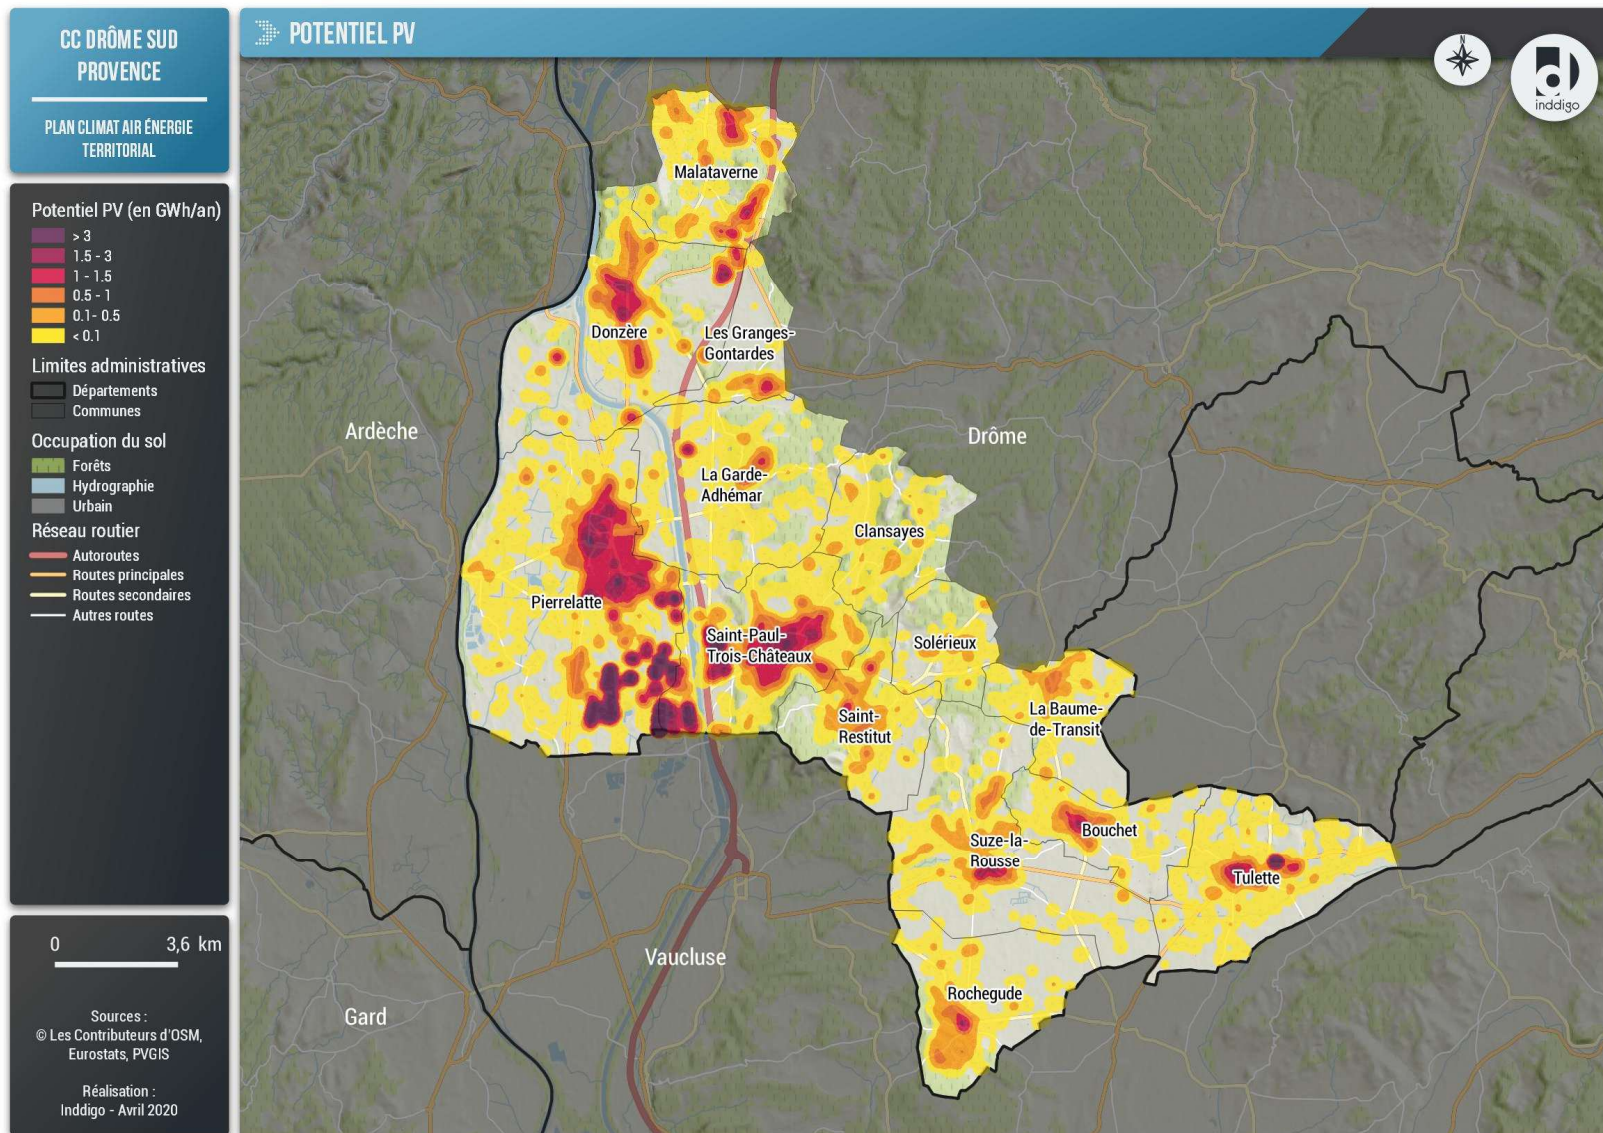 CC DRÔME SUD
PROVENCE
PLAN CLIMAT AIR ÉNERGIE
TERRITORIAL
POTENTIEL PV
N
inddigo
Potentiel PV (en GWh/an)
> 3
1.5 - 3
1 - 1.5
0.5 - 1
0.1- 0.5
< 0.1
Limites administratives
Départements
Communes
Occupation du sol
Forêts
Hydrographie
Urbain
Réseau routier
Autoroutes
Routes principales
Routes secondaires
Autres routes
0 3,6 km
Sources :
© Les Contributeurs d'OSM,
Eurostats, PVGIS
Réalisation :
Inddigo - Avril 2020
Malataverne
Donzère
Les Granges-
Gontardes
Ardèche
Drôme
La Garde-
Adhémar
Clansayes
Pierrelatte
Saint-Paul-
Trois-Châteaux
Solérieux
Saint-
Restitut
La Baume-
de-Transit
Bouchet
Suze-la-
Rousse
Tulette
Vaucluse
Rochegude
Gard